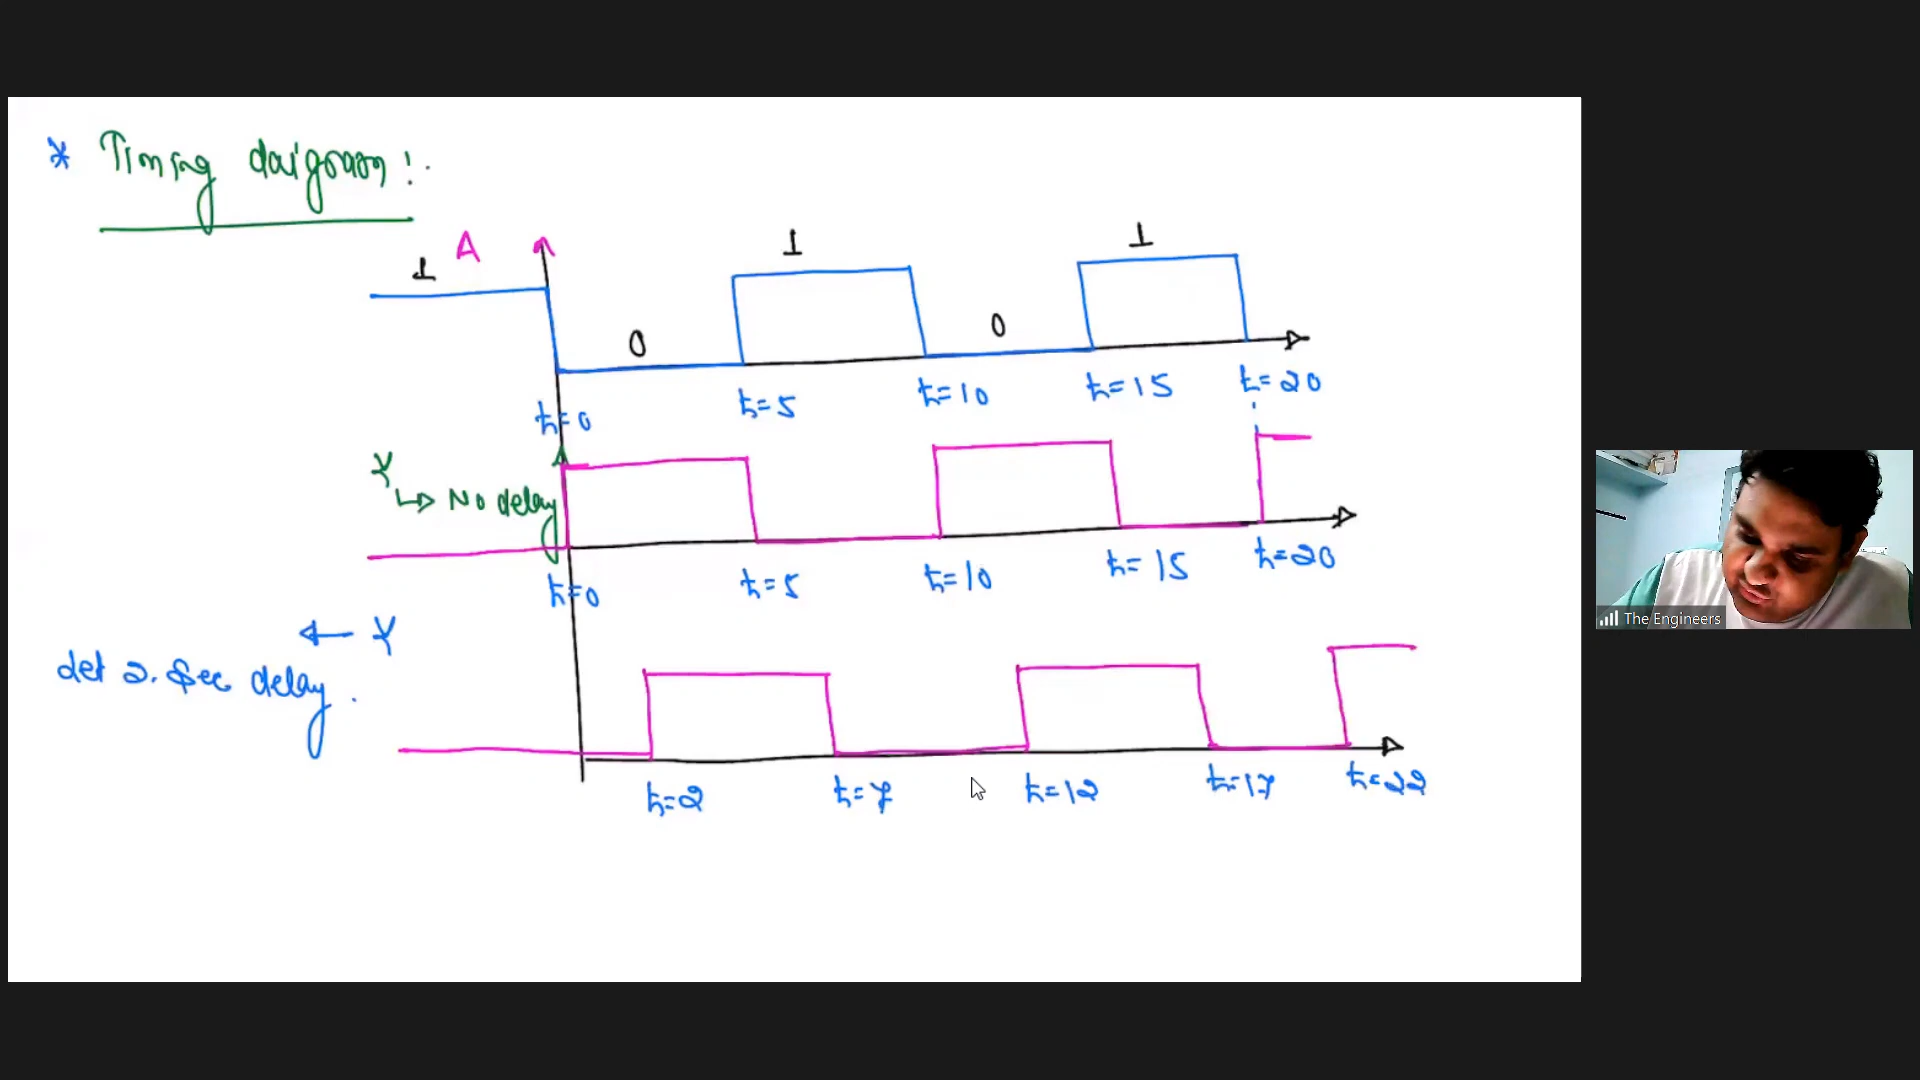 * Timing daigram :-
1 A 1 1
0 0
t=0 t=5 t=10 t=15 t=20
Y
↳ No delay
t=0 t=5 t=10 t=15 t=20
← Y
let 2. Sec delay.
t=2 t=7 t=12 t=17 t=22
The Engineers